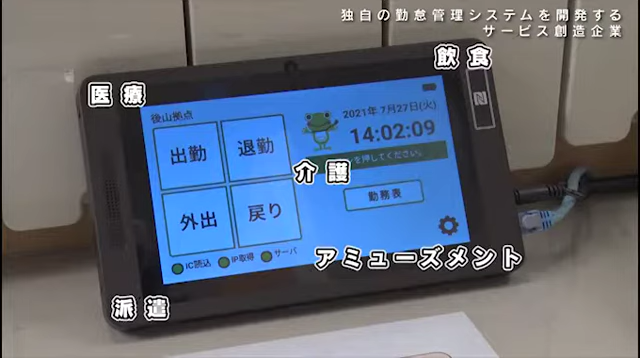 独自の勤怠管理システムを開発する
サービス創造企業
飲食
医療
後山拠点
2021年 7月27日(火)
14:02:09
を押してください。
出勤
退勤
介護
外出
戻り
勤務表
IC読込
IP取得
サーバ
アミューズメント
派遣